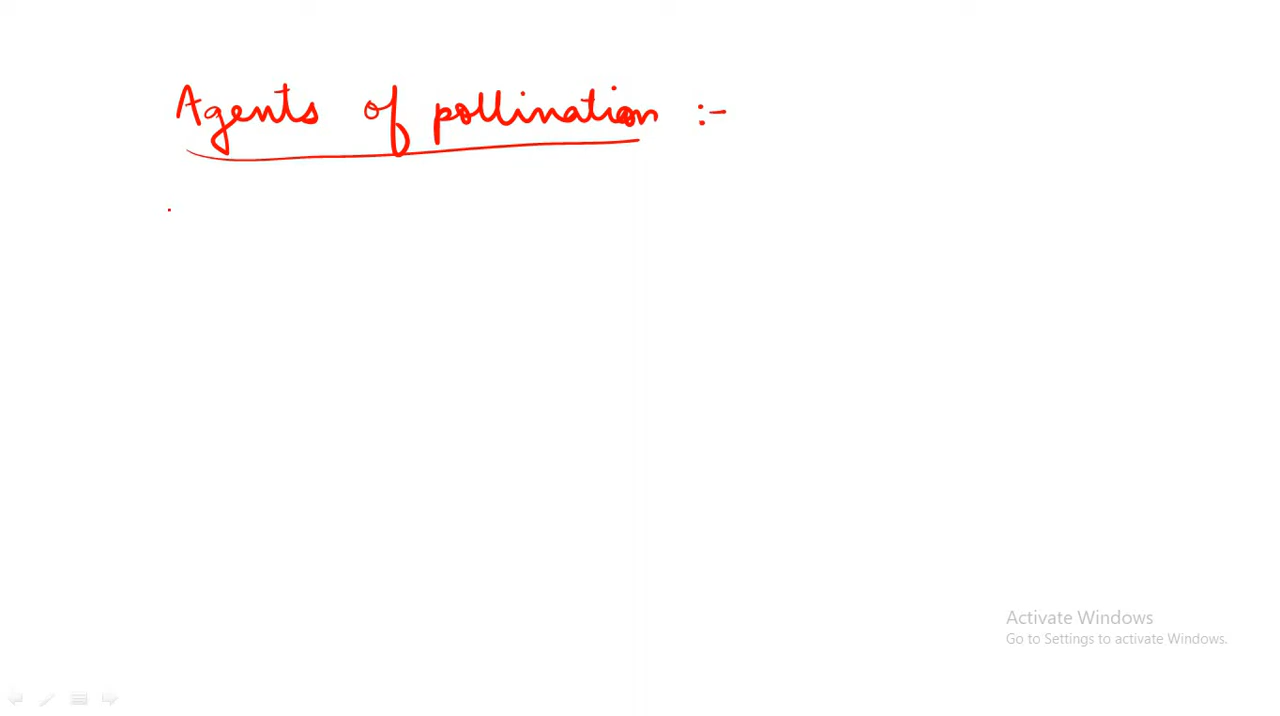 Agents of pollination :-
Activate Windows
Go to Settings to activate Windows.